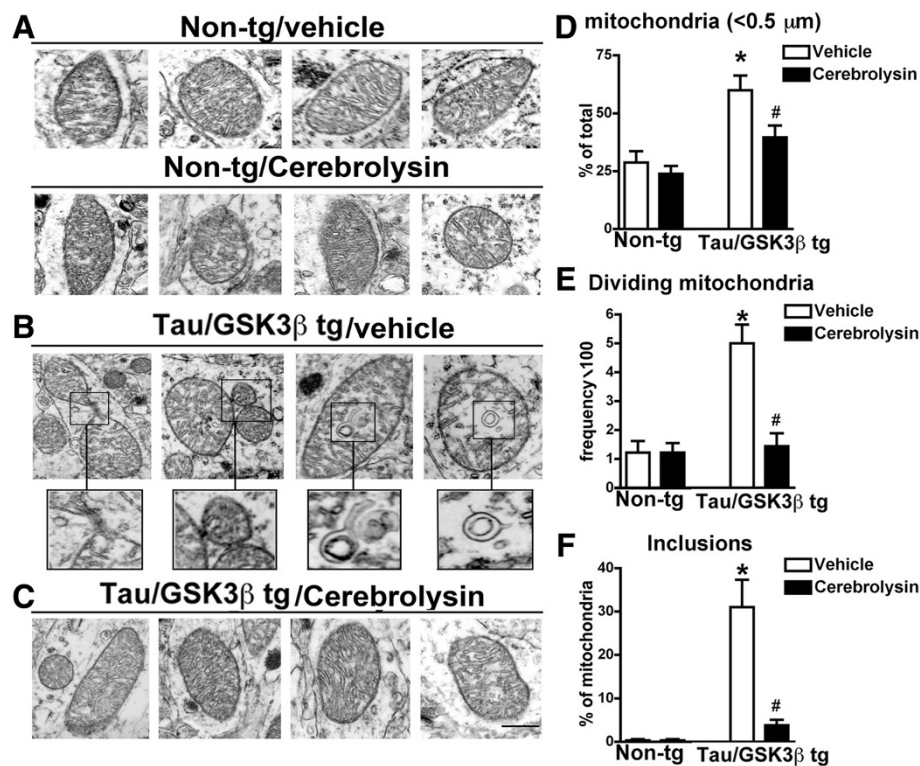 A
Non-tg/vehicle
Non-tg/Cerebrolysin
B
Tau/GSK3β tg/vehicle
C
Tau/GSK3β tg/Cerebrolysin
D
mitochondria (<0.5 μm)
Vehicle
Cerebrolysin
% of total
75
50
25
0
*
#
Non-tg
Tau/GSK3β tg
E
Dividing mitochondria
Vehicle
Cerebrolysin
frequency\100
6
5
4
3
2
1
0
*
#
Non-tg
Tau/GSK3β tg
F
Inclusions
Vehicle
Cerebrolysin
% of mitochondria
40
30
20
10
0
*
#
Non-tg
Tau/GSK3β tg